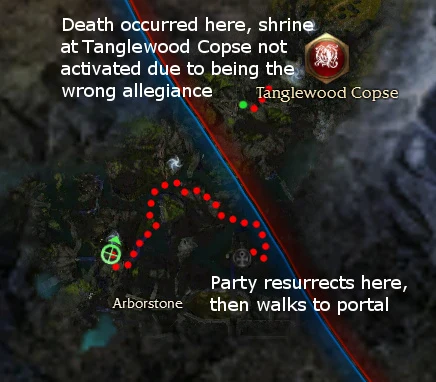 Death occurred here, shrine
at Tanglewood Copse not
activated due to being the
wrong allegiance
Tanglewood Copse
Party resurrects here,
then walks to portal
Arborstone